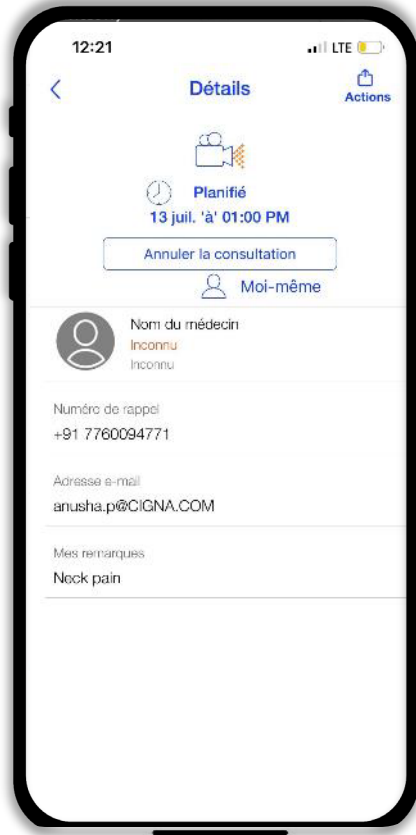 12:21
LTE
Détails
Actions
Planifié
13 juil. 'à' 01:00 PM
Annuler la consultation
Moi-même
Nom du médecin
Inconnu
Inconnu
Numéro de rappel
+91 7760094771
Adresse e-mail
anusha.p@CIGNA.COM
Mes remarques
Neck pain